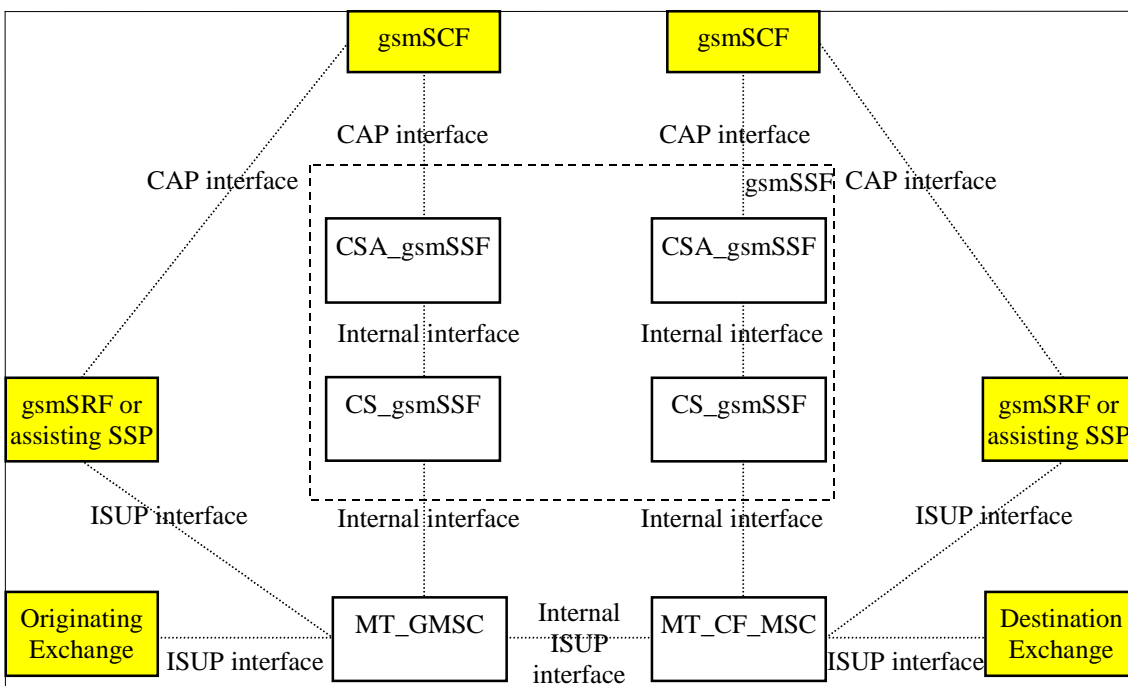 gsmSCF
gsmSCF
CAP interface
CAP interface
CAP interface
gsmSSF
CAP interface
CSA_gsmSSF
CSA_gsmSSF
Internal interface
Internal interface
gsmSRF or
assisting SSP
CS_gsmSSF
CS_gsmSSF
gsmSRF or
assisting SSP
ISUP interface
Internal interface
Internal interface
ISUP interface
Originating
Exchange
MT_GMSC
Internal
ISUP
interface
MT_CF_MSC
Destination
Exchange
ISUP interface
ISUP interface